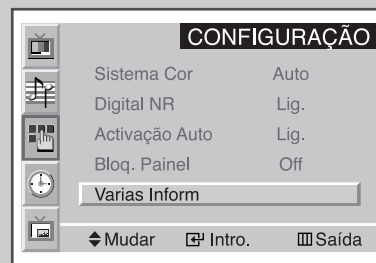 CONFIGURAÇÃO
Sistema Cor Auto
Digital NR Lig.
Activação Auto Lig.
Bloq. Painel Off
Varias Inform
Mudar Intro. Saída